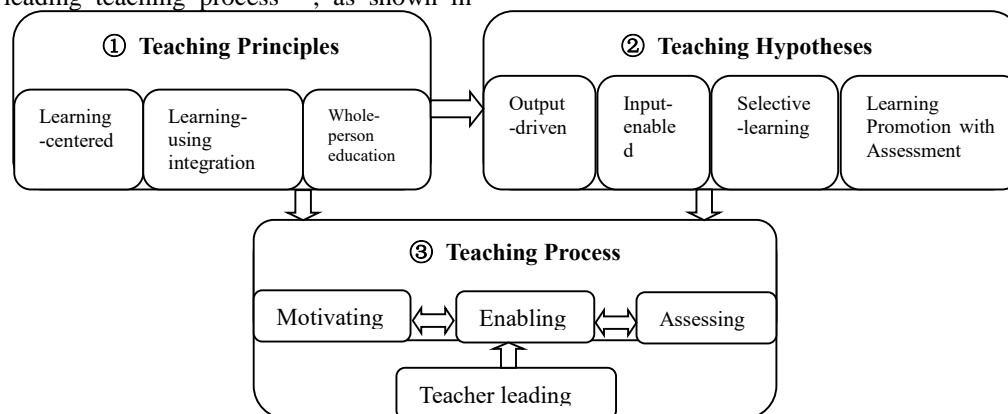 leading teaching process , as shown in
① Teaching Principles
② Teaching Hypotheses
Learning
-centered
Learning-
using
integration
Whole-
person
education
Output
-driven
Input-
enable
d
Selective
-learning
Learning
Promotion with
Assessment
③ Teaching Process
Motivating
Enabling
Assessing
Teacher leading